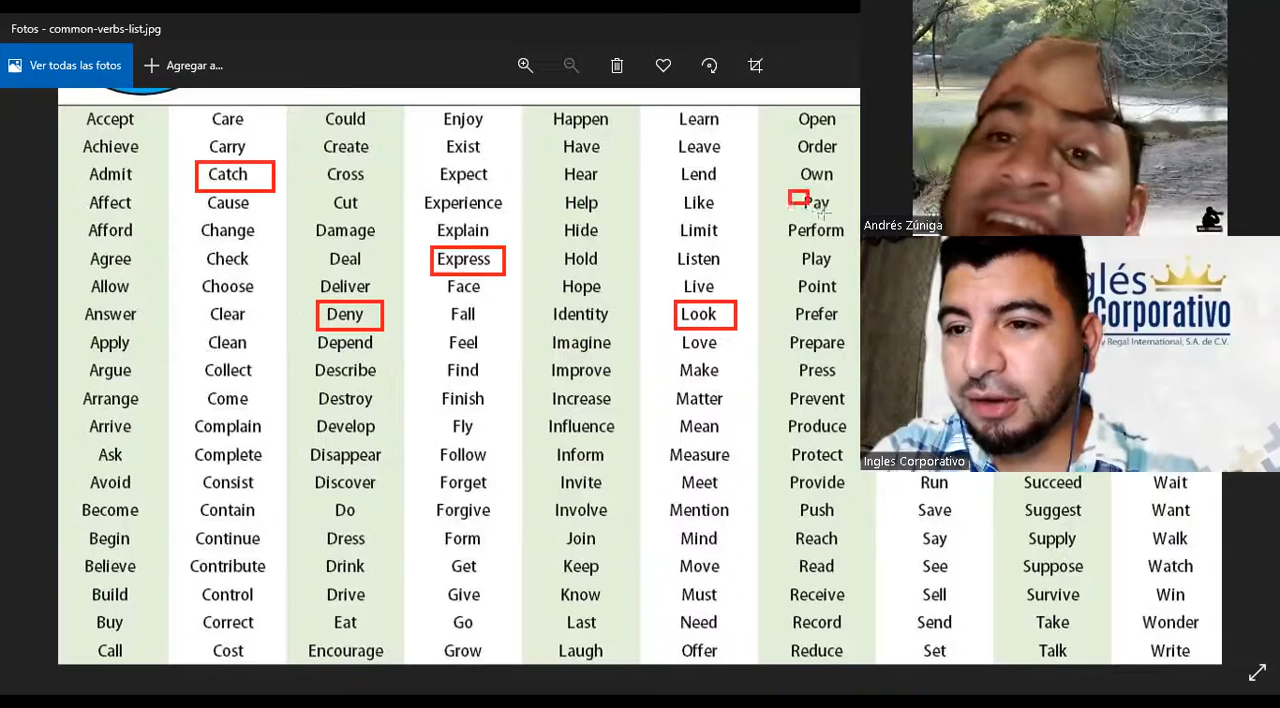 Fotos - common-verbs-list.jpg
Ver todas las fotos
Agregar a...
Accept Care Could Enjoy Happen Learn Open
Achieve Carry Create Exist Have Leave Order
Admit Catch Cross Expect Hear Lend Own
Affect Cause Cut Experience Help Like Pay
Afford Change Damage Explain Hide Limit Perform
Agree Check Deal Express Hold Listen Play
Allow Choose Deliver Face Hope Live Point
Answer Clear Deny Fall Identity Look Prefer
Apply Clean Depend Feel Imagine Love Prepare
Argue Collect Describe Find Improve Make Press
Arrange Come Destroy Finish Increase Matter Prevent
Arrive Complain Develop Fly Influence Mean Produce
Ask Complete Disappear Follow Inform Measure Protect
Avoid Consist Discover Forget Invite Meet Provide Run Succeed Wait
Become Contain Do Forgive Involve Mention Push Save Suggest Want
Begin Continue Dress Form Join Mind Reach Say Supply Walk
Believe Contribute Drink Get Keep Move Read See Suppose Watch
Build Control Drive Give Know Must Receive Sell Survive Win
Buy Correct Eat Go Last Need Record Send Take Wonder
Call Cost Encourage Grow Laugh Offer Reduce Set Talk Write
Andrés Zúniga
glés
Corporativo
y Regal International, S.A. de C.V.
Ingles Corporativo